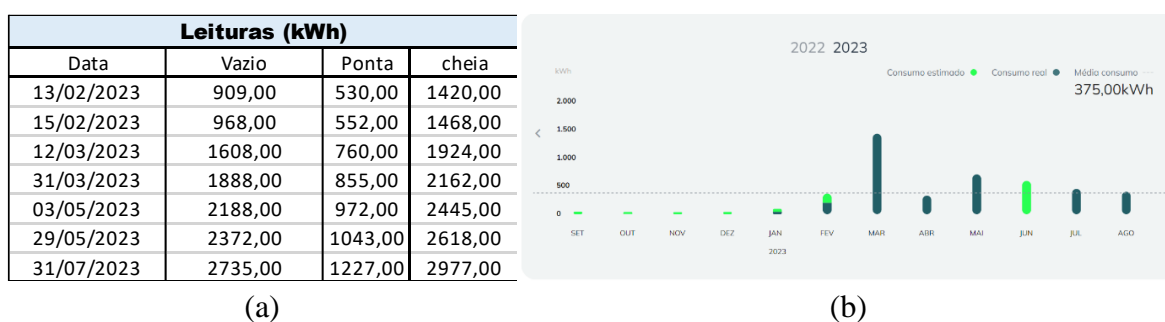 Leituras (kWh)
Data Vazio Ponta cheia
13/02/2023 909,00 530,00 1420,00
15/02/2023 968,00 552,00 1468,00
12/03/2023 1608,00 760,00 1924,00
31/03/2023 1888,00 855,00 2162,00
03/05/2023 2188,00 972,00 2445,00
29/05/2023 2372,00 1043,00 2618,00
31/07/2023 2735,00 1227,00 2977,00
(a)
2022 2023
kWh
Consumo estimado Consumo real Médio consumo
375,00kWh
2.000
1.500
1.000
500
0
SET OUT NOV DEZ JAN FEV MAR ABR MAI JUN JUL AGO
2023
(b)